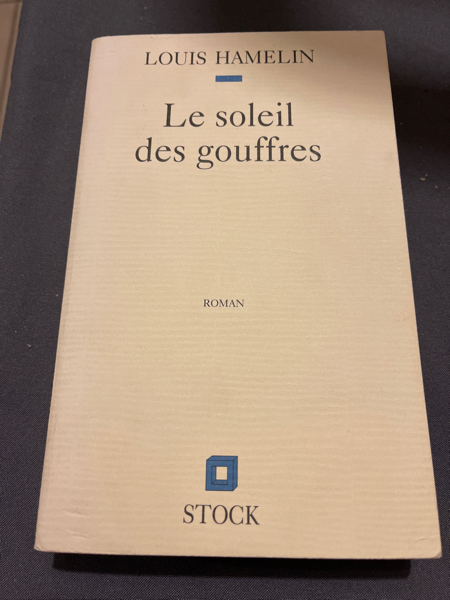 LOUIS HAMELIN
Le soleil
des gouffres
ROMAN
STOCK